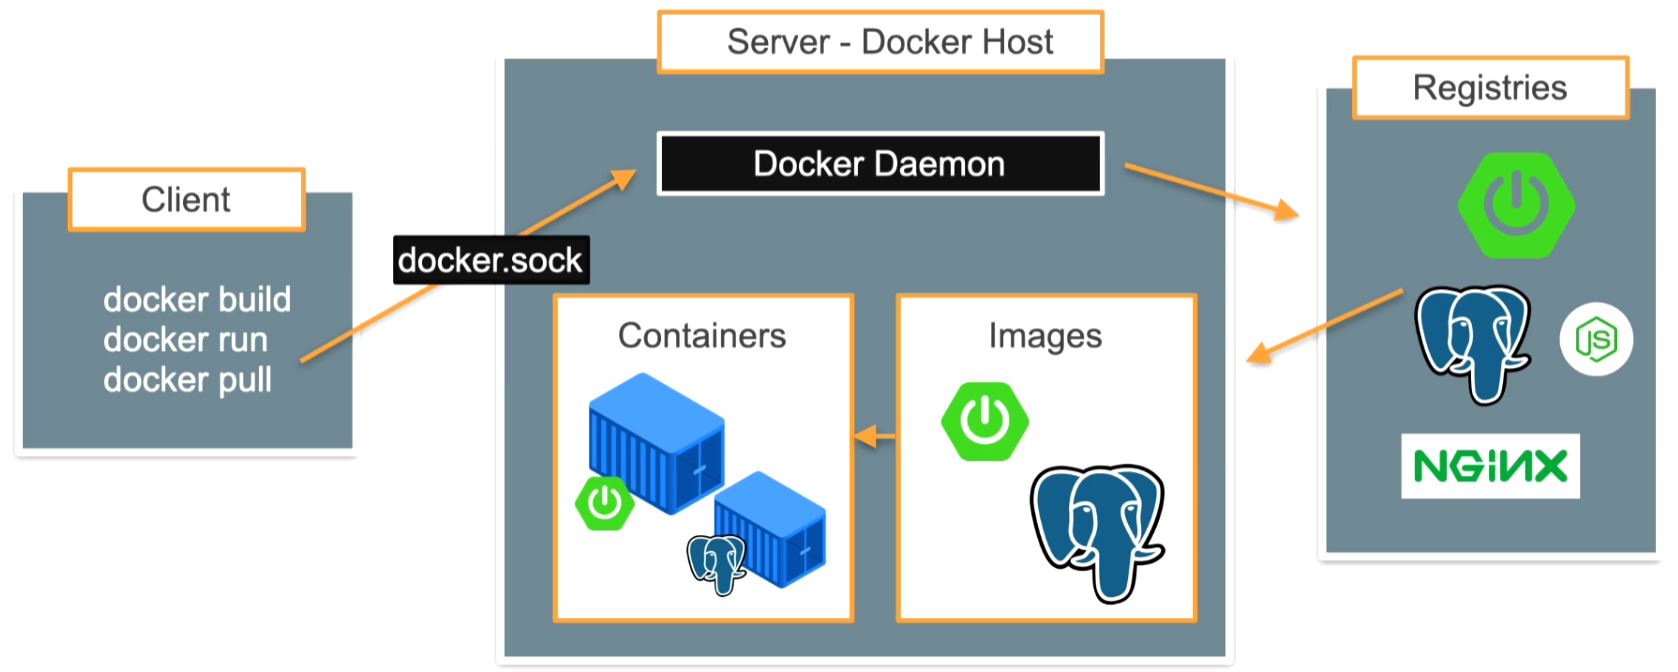 Server - Docker Host
Registries
Docker Daemon
Client
docker.sock
docker build
docker run
docker pull
Containers
Images
JS
NGINX